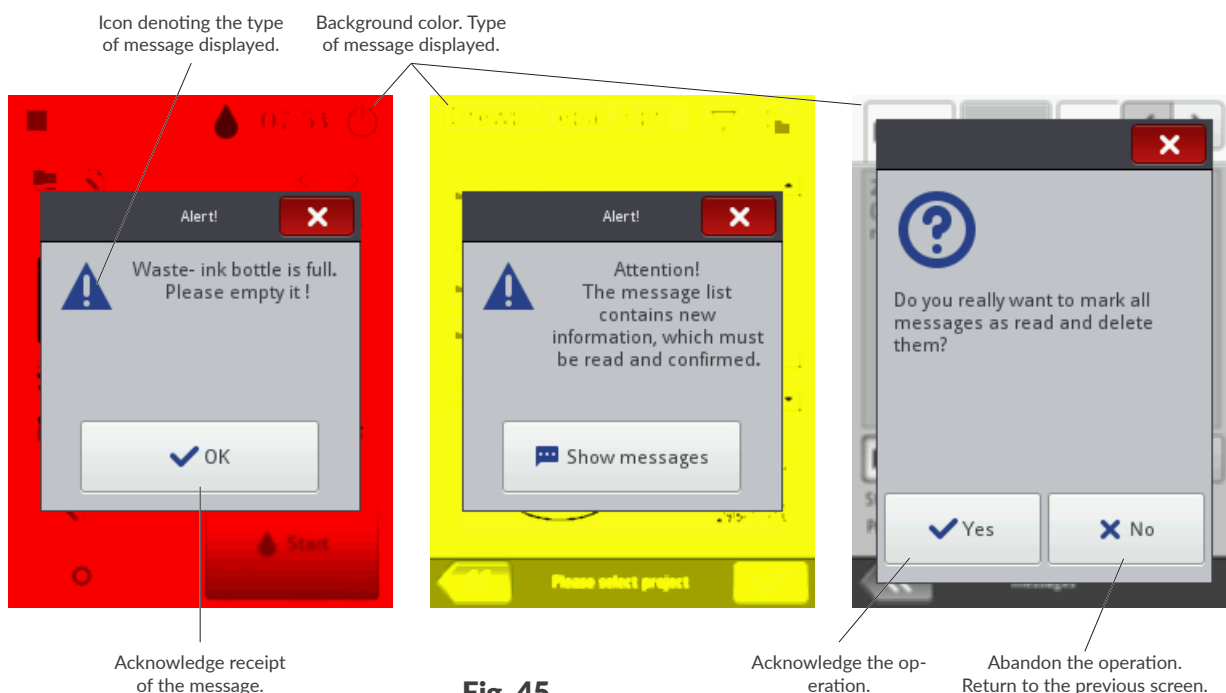 Icon denoting the type
of message displayed.
Background color. Type
of message displayed.
07:53
Alert!
Waste- ink bottle is full.
Please empty it !
OK
Start
Alert!
Attention!
The message list
contains new
information, which must
be read and confirmed.
Show messages
Please select project
Do you really want to mark all
messages as read and delete
them?
Yes
No
Messages
Acknowledge receipt
of the message.
Fig. 45
Acknowledge the op-
eration.
Abandon the operation.
Return to the previous screen.